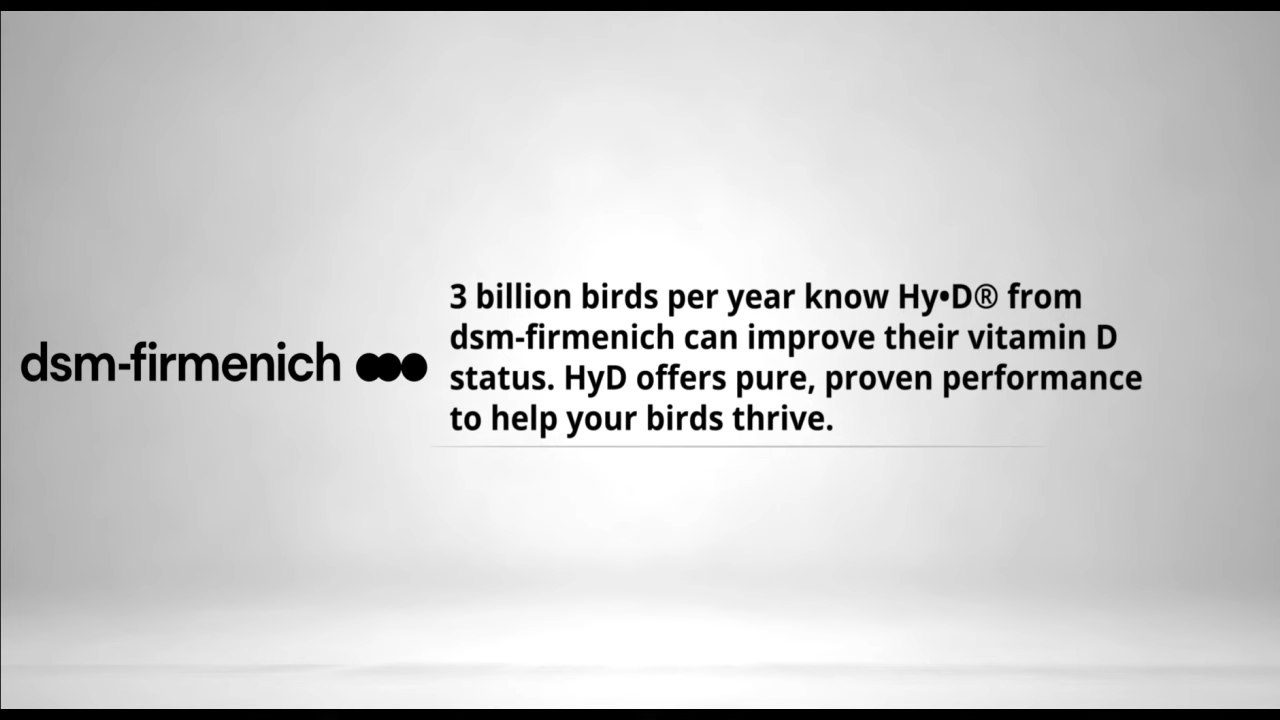 dsm-firmenich
3 billion birds per year know Hy•D® from
dsm-firmenich can improve their vitamin D
status. HyD offers pure, proven performance
to help your birds thrive.